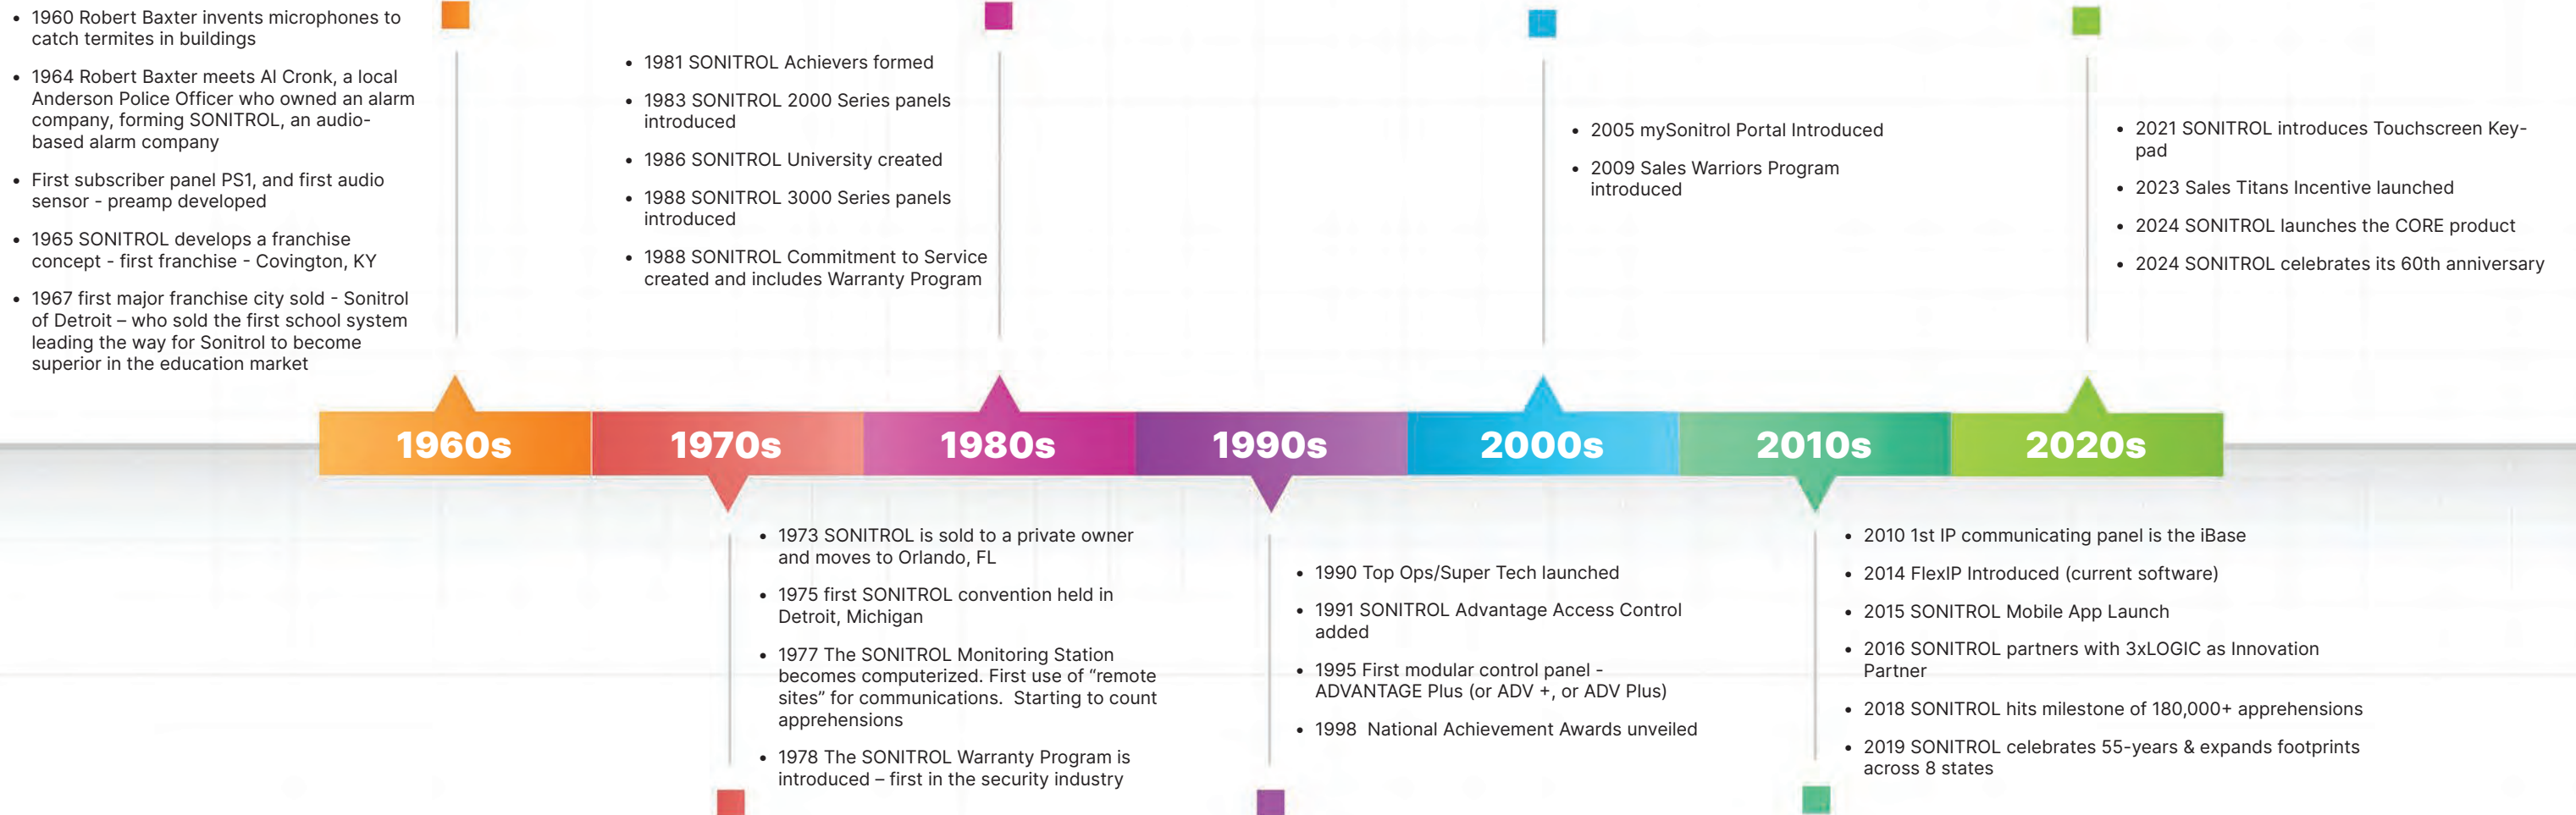 • 1960 Robert Baxter invents microphones to
catch termites in buildings
• 1964 Robert Baxter meets Al Cronk, a local
Anderson Police Officer who owned an alarm
company, forming SONITROL, an audio-
based alarm company
• First subscriber panel PS1, and first audio
sensor - preamp developed
• 1965 SONITROL develops a franchise
concept - first franchise - Covington, KY
• 1967 first major franchise city sold - Sonitrol
of Detroit – who sold the first school system
leading the way for Sonitrol to become
superior in the education market
• 1981 SONITROL Achievers formed
• 1983 SONITROL 2000 Series panels
introduced
• 1986 SONITROL University created
• 1988 SONITROL 3000 Series panels
introduced
• 1988 SONITROL Commitment to Service
created and includes Warranty Program
• 2005 mySonitrol Portal Introduced
• 2009 Sales Warriors Program
introduced
• 2021 SONITROL introduces Touchscreen Key-
pad
• 2023 Sales Titans Incentive launched
• 2024 SONITROL launches the CORE product
• 2024 SONITROL celebrates its 60th anniversary
1960s 1970s 1980s 1990s 2000s 2010s 2020s
• 1973 SONITROL is sold to a private owner
and moves to Orlando, FL
• 1975 first SONITROL convention held in
Detroit, Michigan
• 1977 The SONITROL Monitoring Station
becomes computerized. First use of “remote
sites” for communications.  Starting to count
apprehensions
• 1978 The SONITROL Warranty Program is
introduced – first in the security industry
• 1990 Top Ops/Super Tech launched
• 1991 SONITROL Advantage Access Control
added
• 1995 First modular control panel -
ADVANTAGE Plus (or ADV +, or ADV Plus)
• 1998  National Achievement Awards unveiled
• 2010 1st IP communicating panel is the iBase
• 2014 FlexIP Introduced (current software)
• 2015 SONITROL Mobile App Launch
• 2016 SONITROL partners with 3xLOGIC as Innovation
Partner
• 2018 SONITROL hits milestone of 180,000+ apprehensions
• 2019 SONITROL celebrates 55-years & expands footprints
across 8 states